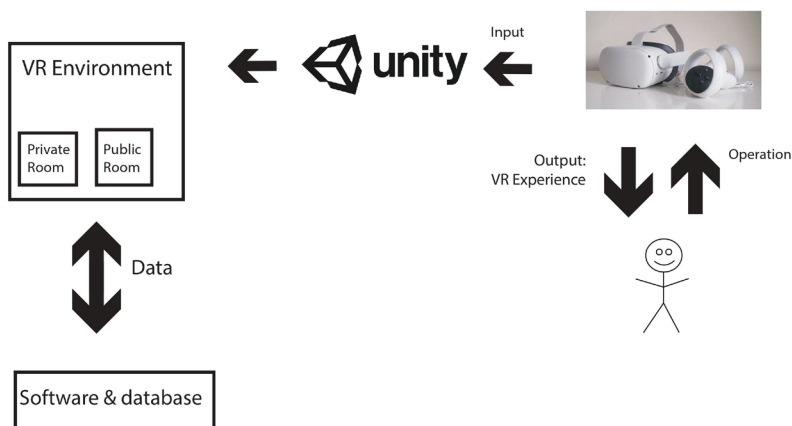 VR Environment
Private
Room
Public
Room
unity
Input
Output:
VR Experience
Operation
Data
Software & database